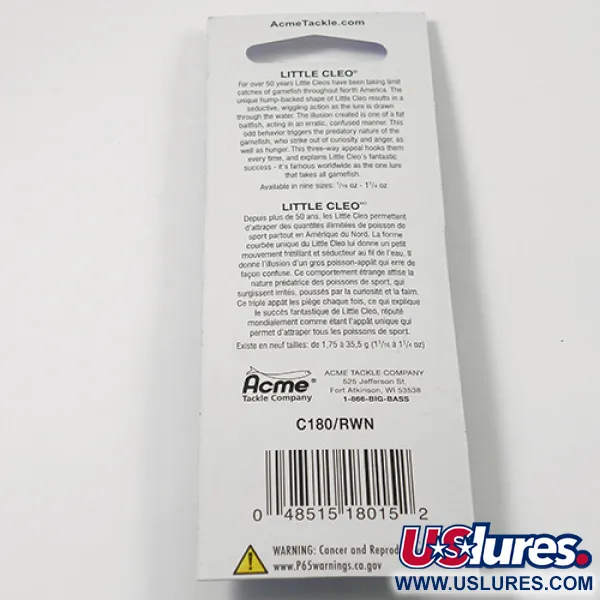 AcmeTackle.com
LITTLE CLEO®
For over 50 years Little Cleos have been taking limit
catches of gamefish throughout North America. The
unique hump-backed shape of Little Cleo results in a
seductive, wiggling action as the lure is drawn
through the water. The illusion created is one of a fat
baitfish, acting in an erratic, confused manner. This
odd behavior triggers the predatory nature of the
gamefish, who strike out of curiosity and anger, as
well as hunger. This three-way appeal hooks them
every time, and explains Little Cleo's fantastic
success - it's famous worldwide as the one lure
that takes all gamefish.
Available in nine sizes: 1/16 oz - 1 1/4 oz
LITTLE CLEO
Depuis plus de 50 ans, les Little Cleo permettent
d'attraper des quantités illimitées de poisson de
sport partout en Amérique du Nord. La forme
courbée unique du Little Cleo lui donne un petit
mouvement frétillant et séducteur au fil de l'eau. Il
donne l'illusion d'un gros poisson-appât qui erre de
façon confuse. Ce comportement étrange attise la
nature prédatrice des poissons de sport, qui
surgissent irrités, poussés par la curiosité et la faim.
Ce triple appât les piège chaque fois, ce qui explique
le succès fantastique de Little Cleo, réputé
mondialement comme étant l'appât unique qui
permet d'attraper tous les poissons de sport.
Existe en neuf tailles: de 1,75 à 35,5 g (1 1/16 à 1 1/4 oz)
Acme®
Tackle Company
ACME TACKLE COMPANY
525 Jefferson St.
Fort Atkinson, WI 53538
1-866-BIG-BASS
C180/RWN
0 48515 18015 2
WARNING: Cancer and Reprod
www.P65warnings.ca.gov
USlures.
WWW.USLURES.COM